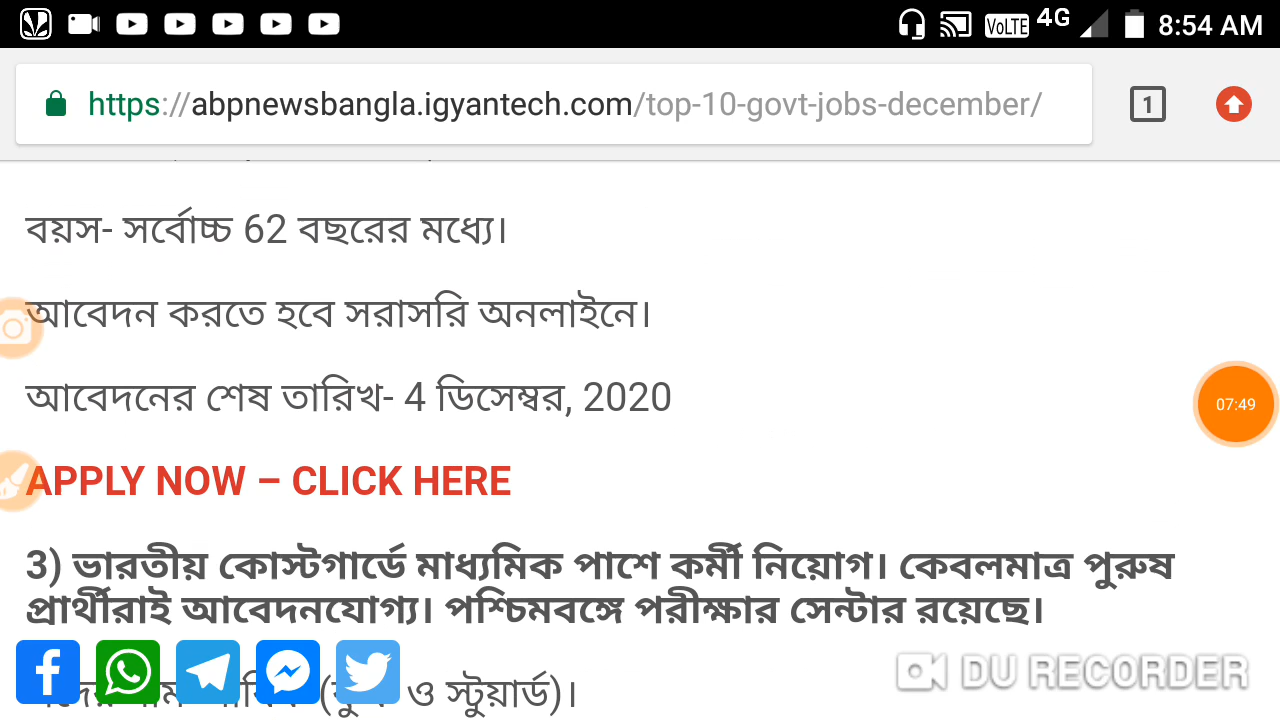 VoLTE 4G 8:54 AM
https://abpnewsbangla.igyantech.com/top-10-govt-jobs-december/
1
বয়স- সর্বোচ্চ 62 বছরের মধ্যে।
আবেদন করতে হবে সরাসরি অনলাইনে।
আবেদনের শেষ তারিখ- 4 ডিসেম্বর, 2020
07:49
APPLY NOW – CLICK HERE
3) ভারতীয় কোস্টগার্ডে মাধ্যমিক পাশে কর্মী নিয়োগ। কেবলমাত্র পুরুষ
প্রার্থীরাই আবেদনযোগ্য। পশ্চিমবঙ্গে পরীক্ষার সেন্টার রয়েছে।
ও স্টুয়ার্ড)।
DU RECORDER